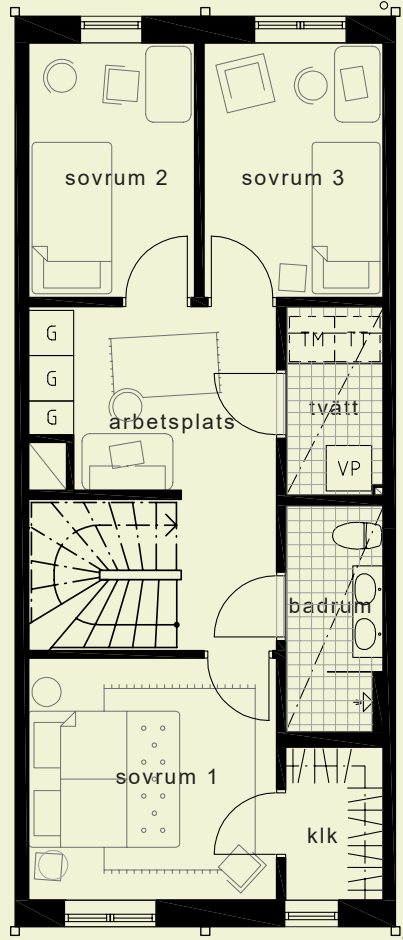 sovrum 2
sovrum 3
G
G
G
TM
TT
arbetsplats
tvätt
VP
badrum
sovrum 1
klk